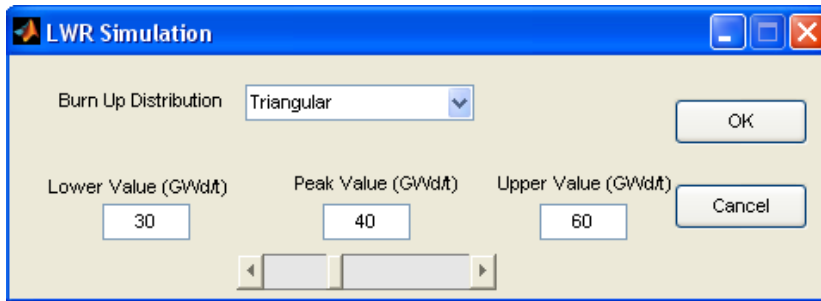 LWR Simulation
Burn Up Distribution Triangular
OK
Lower Value (GWd/t) Peak Value (GWd/t) Upper Value (GWd/t)
Cancel
30 40 60